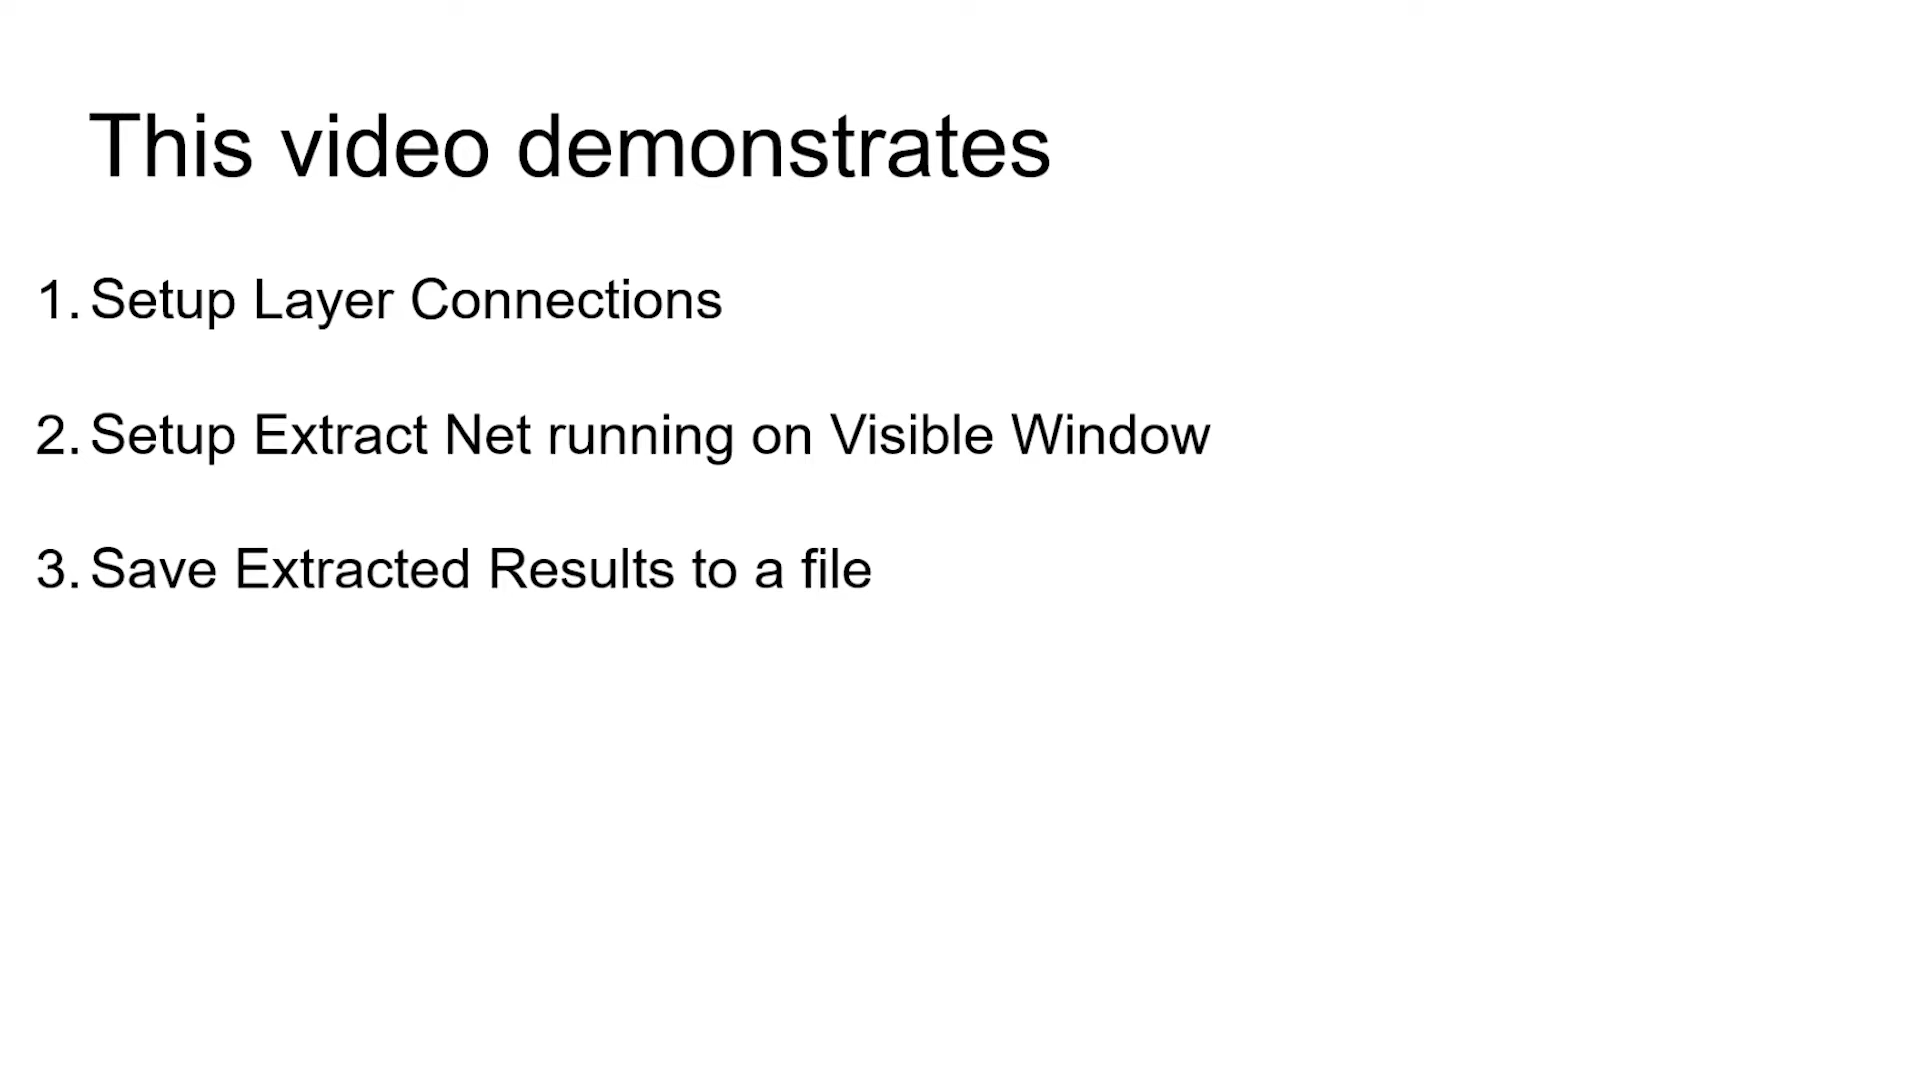 This video demonstrates
1. Setup Layer Connections
2. Setup Extract Net running on Visible Window
3. Save Extracted Results to a file